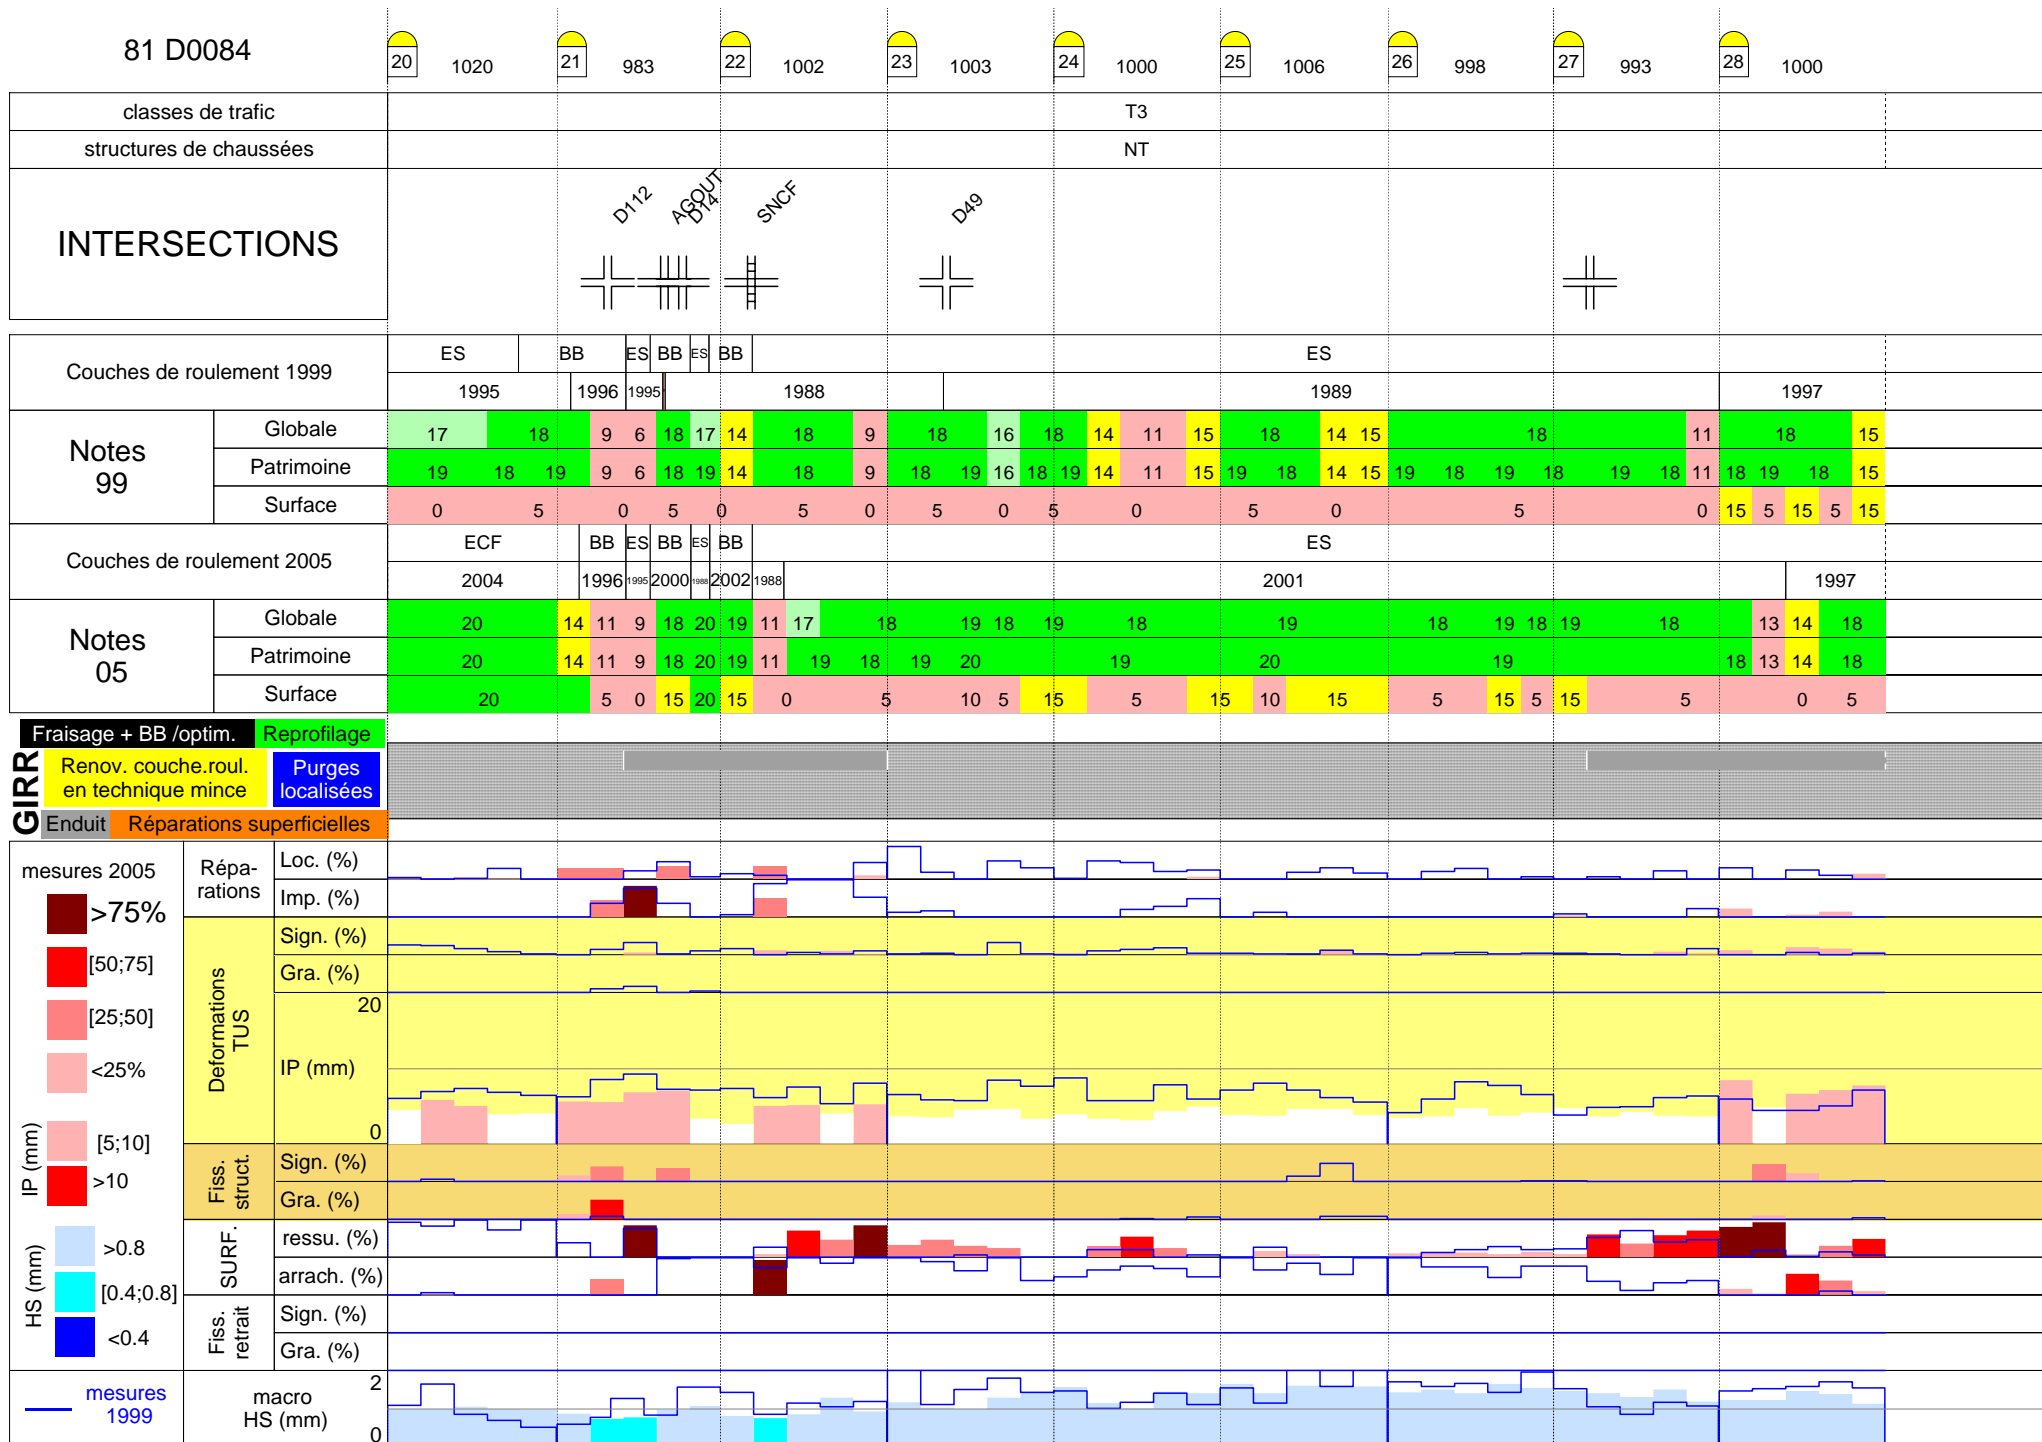 81 D0084
20 1020 21 983 22 1002 23 1003 24 1000 25 1006 26 998 27 993 28 1000
classes de trafic T3
structures de chaussées NT
INTERSECTIONS D112 AGOUT D14 SNCF D49
Couches de roulement 1999
ES BB ES BB ES BB ES
1995 1996 1995 1988 1989 1997
Notes 99
Globale 17 18 9 6 18 17 14 18 9 18 16 18 14 11 15 18 14 15 18 11 18 15
Patrimoine 19 18 19 9 6 18 19 14 18 9 18 19 16 18 19 14 11 15 19 18 14 15 19 18 19 18 19 18 11 18 19 18 15
Surface 0 5 0 5 0 5 0 5 0 5 0 5 0 5 0 15 5 15 5 15
Couches de roulement 2005
ECF BB ES BB ES BB ES
2004 1996 1995 2000 1988 2002 1988 2001 1997
Notes 05
Globale 20 14 11 9 18 20 19 11 17 18 19 18 19 18 19 18 19 18 19 18 13 14 18
Patrimoine 20 14 11 9 18 20 19 11 19 18 19 20 19 20 19 18 13 14 18
Surface 20 5 0 15 20 15 0 5 10 5 15 5 15 10 15 5 15 5 15 5 0 5
GIRR
Fraisage + BB /optim. Reprofilage
Renov. couche.roul. en technique mince
Purges localisées
Enduit Réparations superficielles
mesures 2005
>75%
[50;75]
[25;50]
<25%
IP (mm)
[5;10]
>10
HS (mm)
>0.8
[0.4;0.8]
<0.4
mesures 1999
Répa-
rations
Loc. (%)
Imp. (%)
Deformations TUS
Sign. (%)
Gra. (%)
20
IP (mm)
0
Fiss. struct.
Sign. (%)
Gra. (%)
SURF.
ressu. (%)
arrach. (%)
Fiss. retrait
Sign. (%)
Gra. (%)
macro HS (mm)
2
0